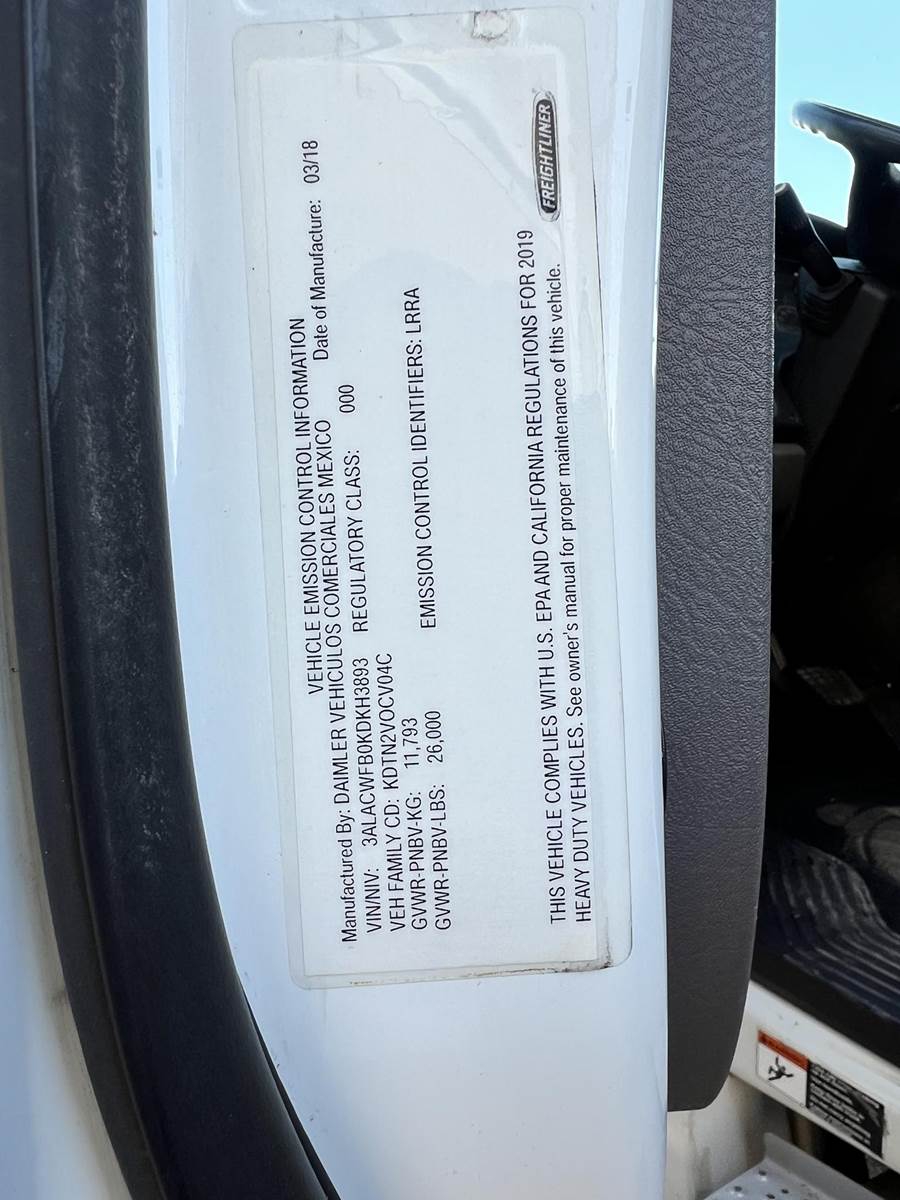 VEHICLE EMISSION CONTROL INFORMATION
Manufactured By: DAIMLER VEHICULOS COMERCIALES MEXICO Date of Manufacture: 03/18
VIN/NIV: 3ALACWFB0KDKH3893 REGULATORY CLASS: 000
VEH FAMILY CD: KDTN2VOCV04C
GVWR-PNBV-KG: 11,793 EMISSION CONTROL IDENTIFIERS: LRRA
GVWR-PNBV-LBS: 26,000
THIS VEHICLE COMPLIES WITH U.S. EPA AND CALIFORNIA REGULATIONS FOR 2019
HEAVY DUTY VEHICLES. See owner's manual for proper maintenance of this vehicle.
FREIGHTLINER